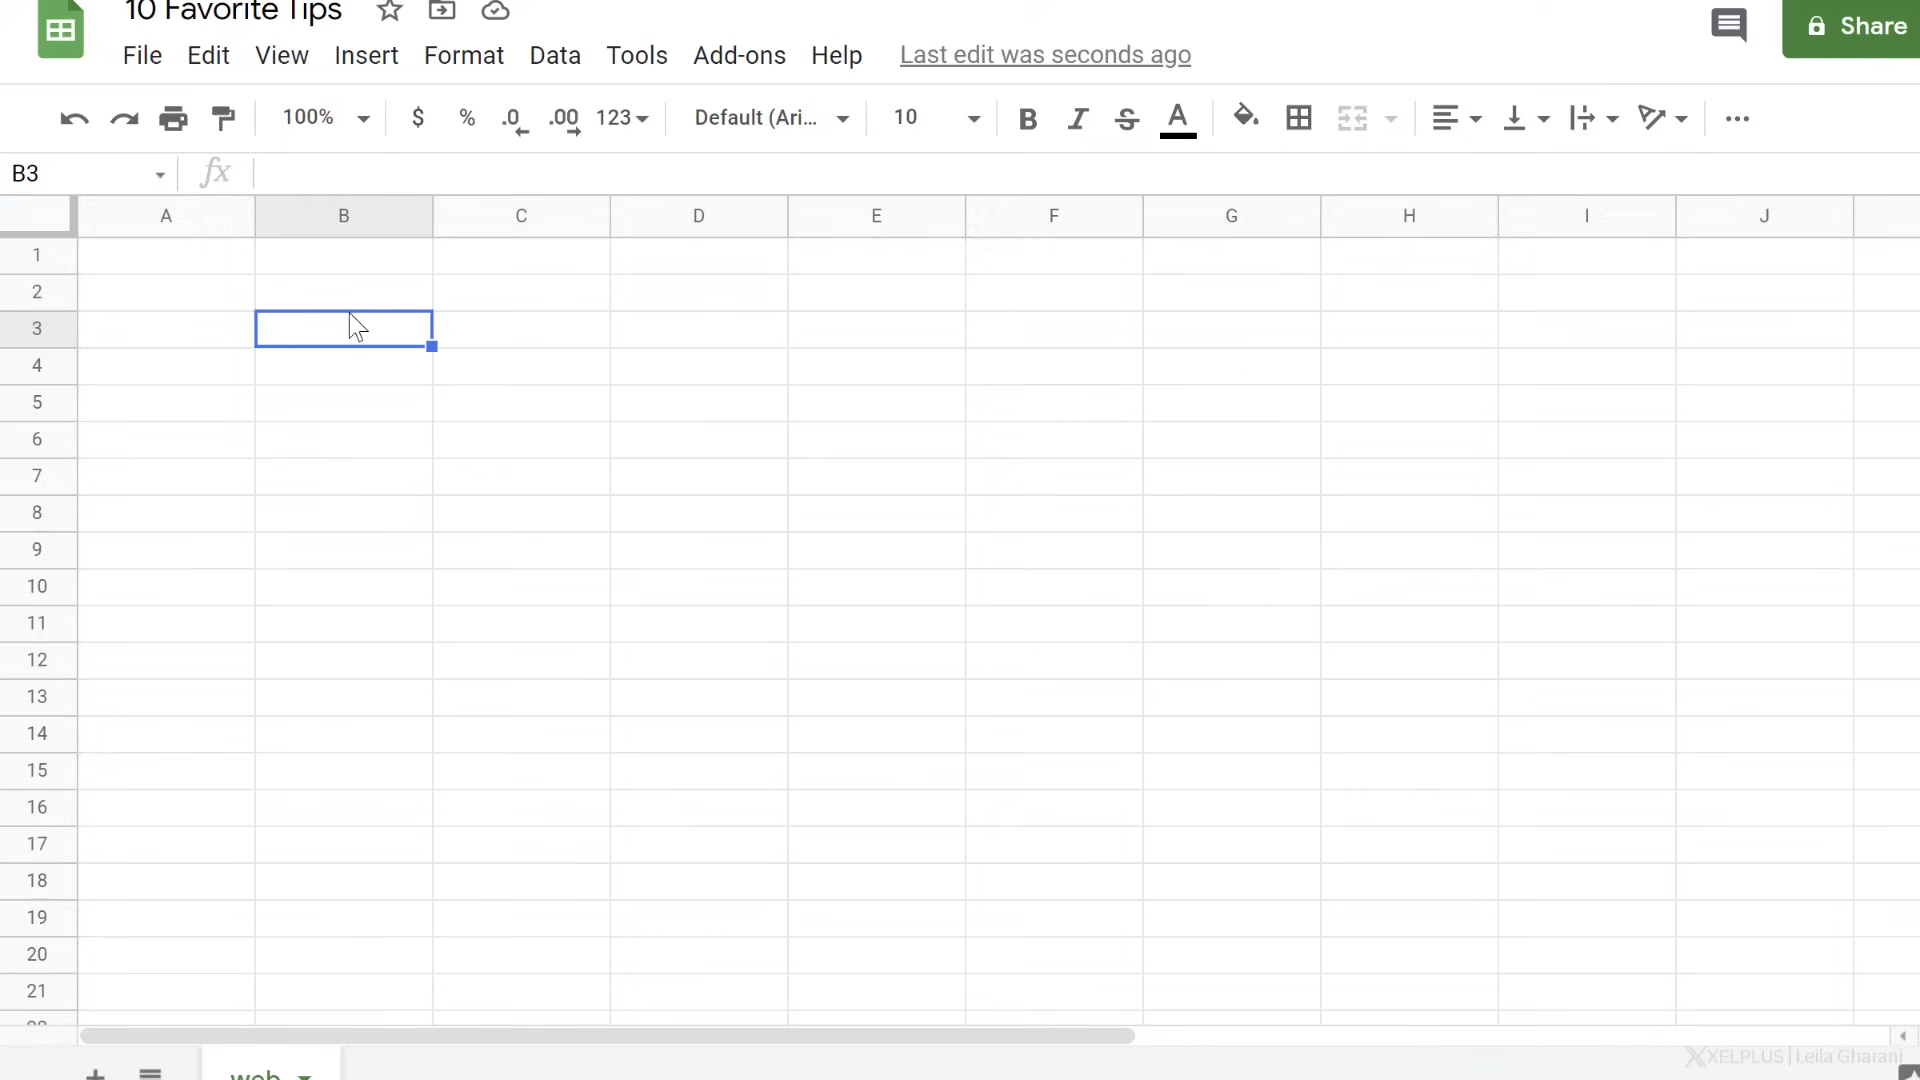 10 Favorite Tips
File Edit View Insert Format Data Tools Add-ons Help Last edit was seconds ago
Share
100% $ % .0 .00 123 Default (Ari... 10 B I S A
B3 fx
A B C D E F G H I J
1
2
3
4
5
6
7
8
9
10
11
12
13
14
15
16
17
18
19
20
21
22
XELPLUS | Leila Gharani
web